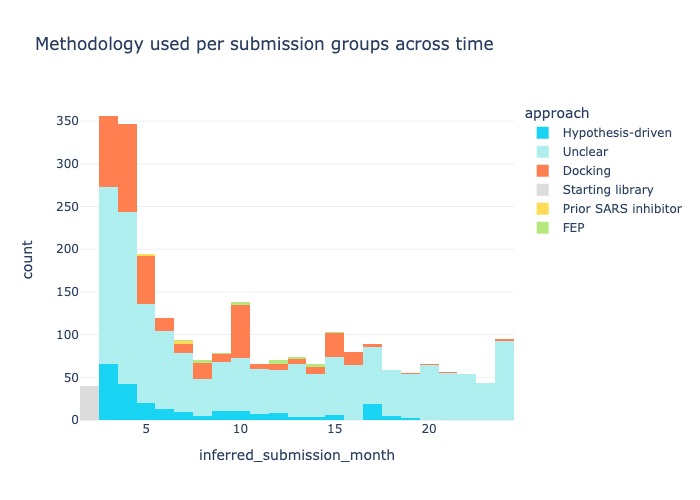 Methodology used per submission groups across time
approach
Hypothesis-driven
Unclear
Docking
Starting library
Prior SARS inhibitor
FEP
count
350
300
250
200
150
100
50
0
5
10
15
20
inferred_submission_month